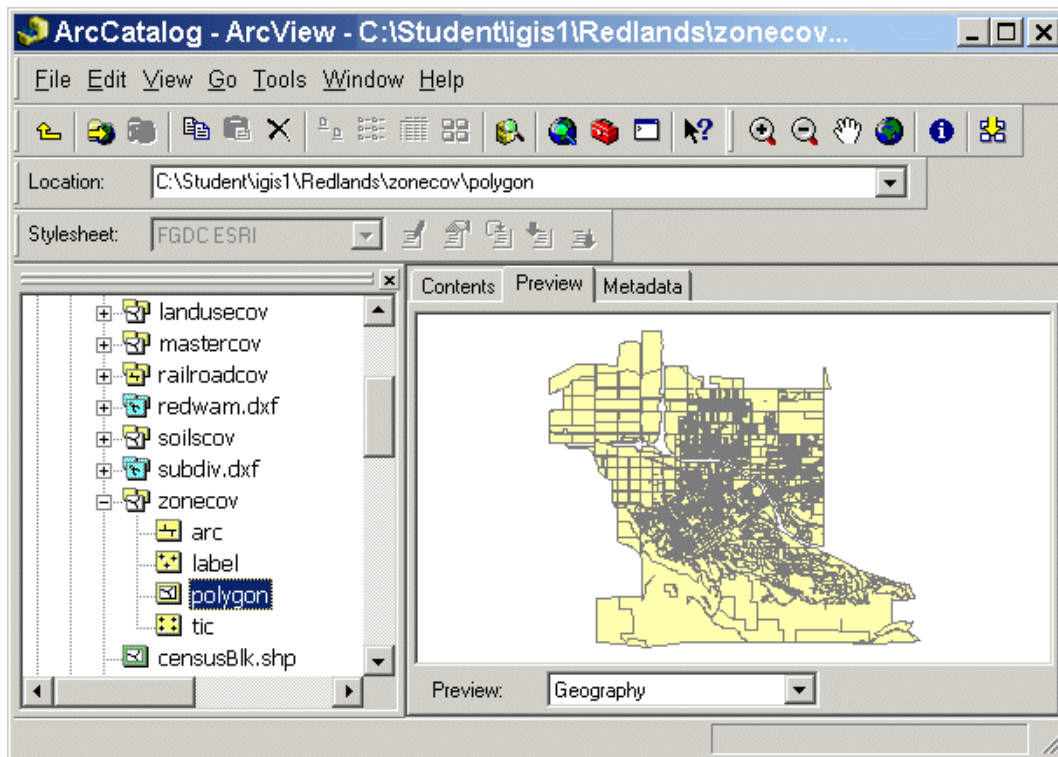 ArcCatalog - ArcView - C:\Student\igis1\Redlands\zonecov...
File Edit View Go Tools Window Help
Location: C:\Student\igis1\Redlands\zonecov\polygon
Stylesheet: FGDC ESRI
landusecov
mastercov
railroadcov
redwam.dxf
soilscov
subdiv.dxf
zonecov
arc
label
polygon
tic
censusBlk.shp
Contents Preview Metadata
Preview: Geography